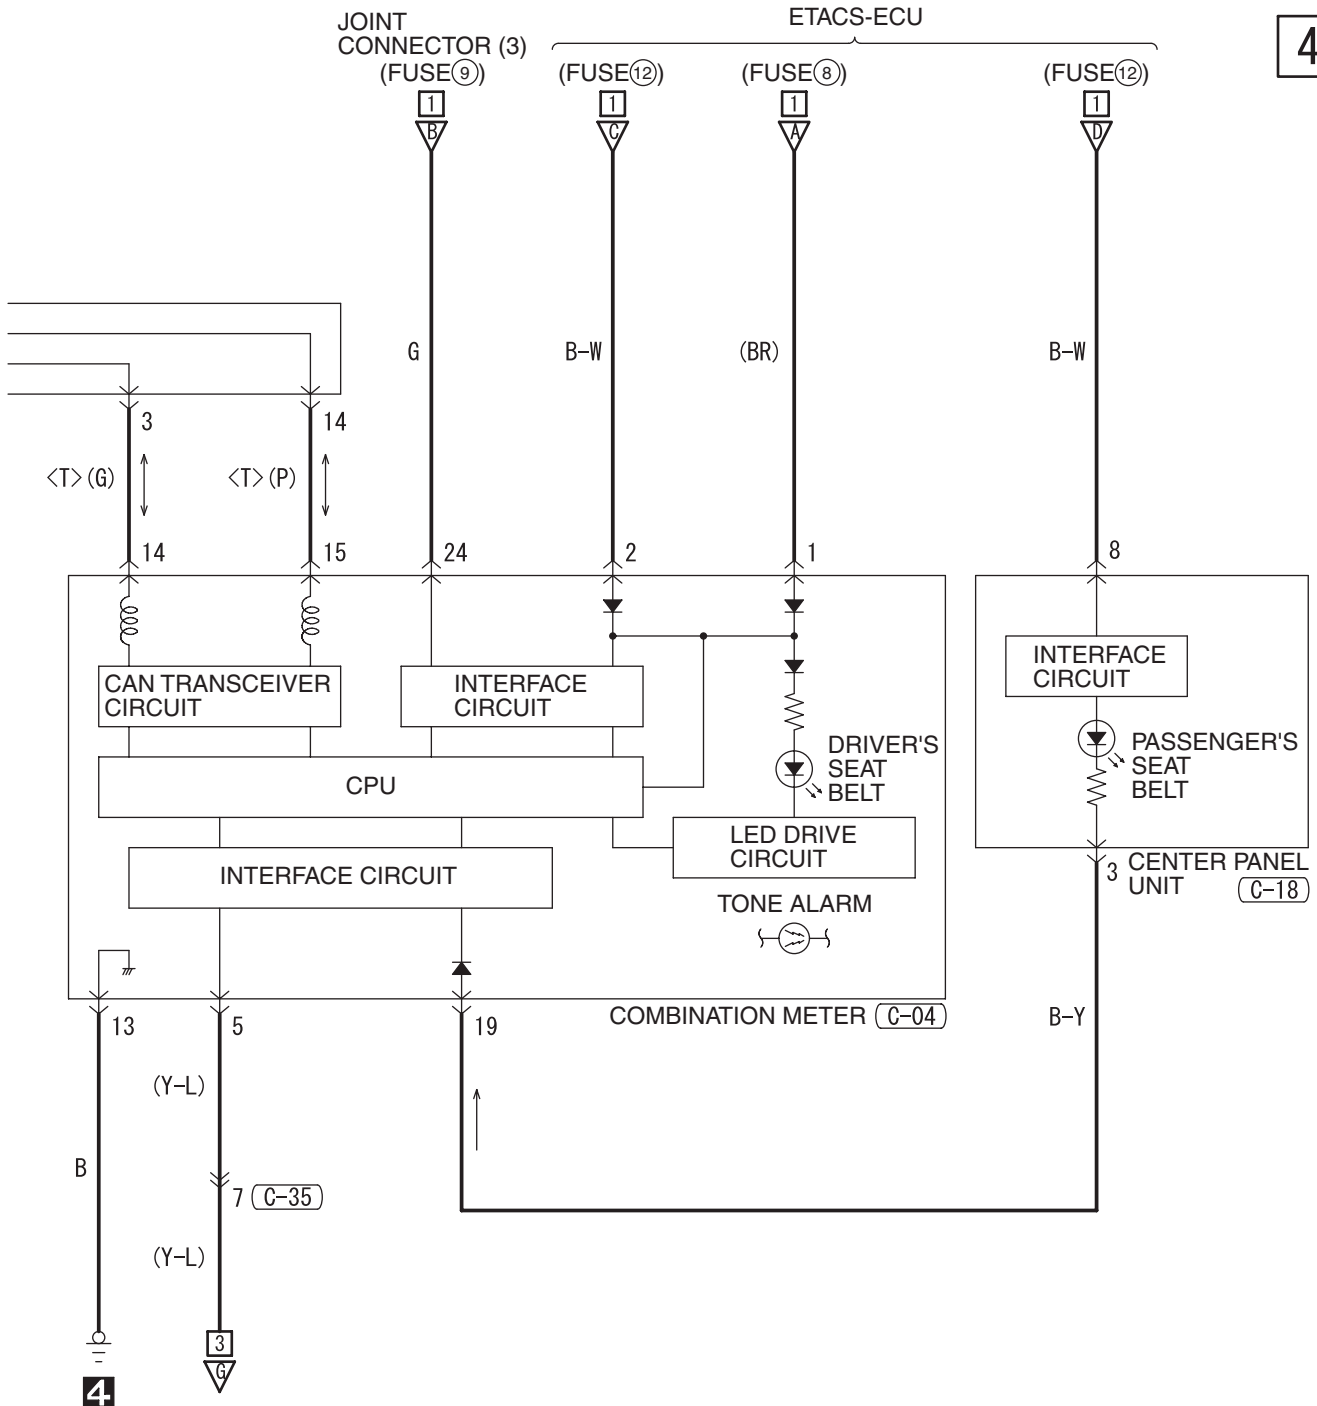 JOINT
CONNECTOR (3)
ETACS-ECU
4
(FUSE⑨)
(FUSE⑫)
(FUSE⑧)
(FUSE⑫)
1
1
1
1
B
C
A
D
G
B-W
(BR)
B-W
3
14
<T>(G)
<T>(P)
14
15
24
2
1
8
CAN TRANSCEIVER
CIRCUIT
INTERFACE
CIRCUIT
INTERFACE
CIRCUIT
CPU
DRIVER'S
SEAT
BELT
PASSENGER'S
SEAT
BELT
LED DRIVE
CIRCUIT
INTERFACE CIRCUIT
3
CENTER PANEL
UNIT
C-18
TONE ALARM
COMBINATION METER
C-04
13
5
19
B-Y
(Y-L)
B
7
C-35
(Y-L)
3
G
4